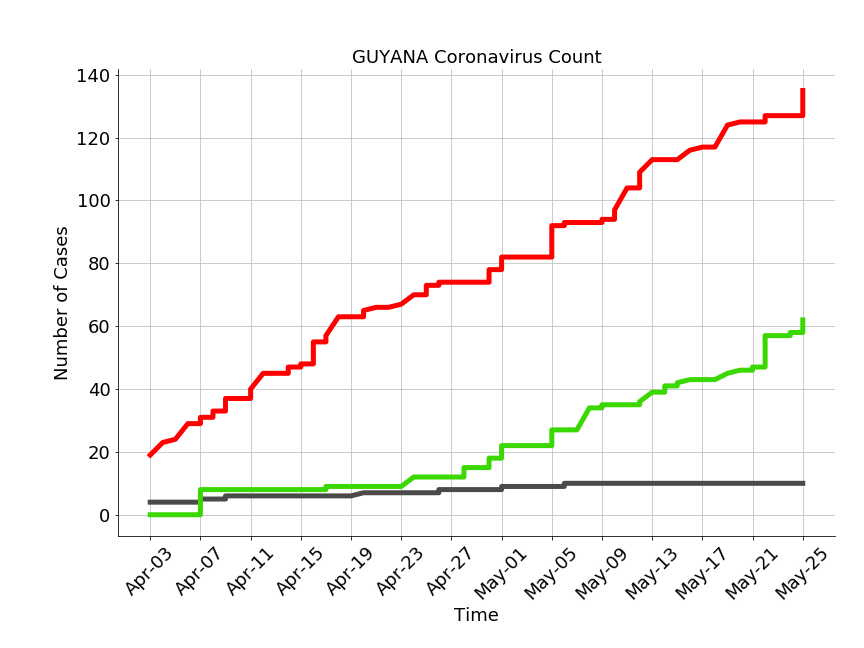 GUYANA Coronavirus Count
140
120
100
80
60
40
20
0
Number of Cases
Apr-03
Apr-07
Apr-11
Apr-15
Apr-19
Apr-23
Apr-27
May-01
May-05
May-09
May-13
May-17
May-21
May-25
Time